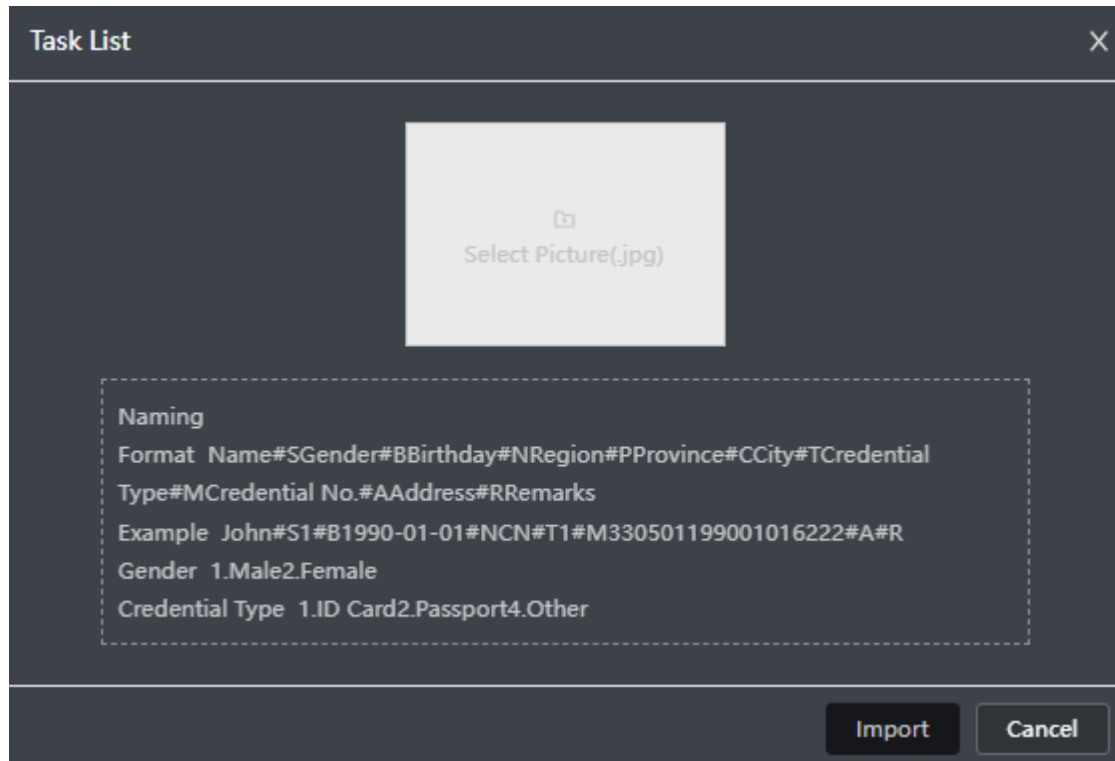 Task List
Select Picture(.jpg)
Naming
Format  Name#SGender#BBirthday#NRegion#PProvince#CCity#TCredential
Type#MCredential No.#AAddress#RRemarks
Example  John#S1#B1990-01-01#NCN#T1#M330501199001016222#A#R
Gender  1.Male2.Female
Credential Type  1.ID Card2.Passport4.Other
Import
Cancel